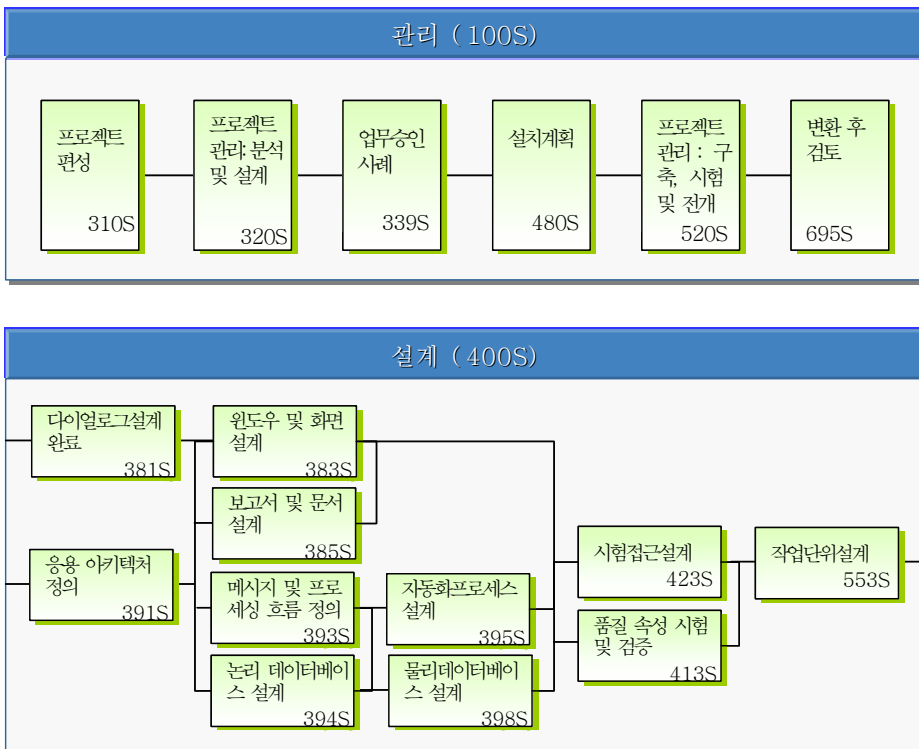 관리 ( 100S)
프로젝트
편성
310S
프로젝트
관리: 분석
및 설계
320S
업무승인
사례
339S
설치계획
480S
프로젝트
관리 : 구
축, 시험
및 전개
520S
변환 후
검토
695S
설계 ( 400S)
다이얼로그설계
완료
381S
윈도우 및 화면
설계
383S
보고서 및 문서
설계
385S
응용 아키텍처
정의
391S
메시지 및 프로
세싱 흐름 정의
393S
자동화프로세스
설계
395S
논리 데이터베이
스 설계
394S
물리데이터베이
스 설계
398S
시험접근설계
423S
품질 속성 시험
및 검증
413S
작업단위설계
553S